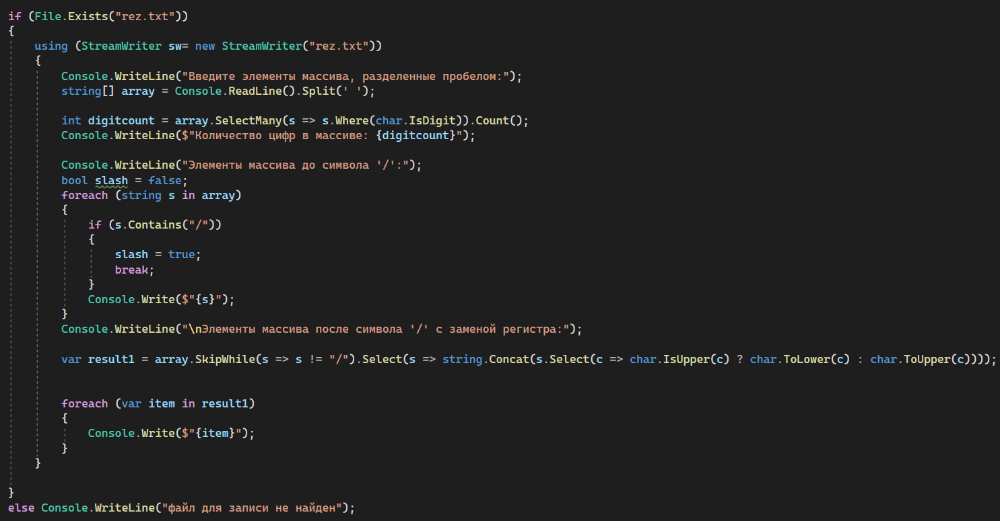 if (File.Exists("rez.txt"))
{
using (StreamWriter sw= new StreamWriter("rez.txt"))
{
Console.WriteLine("Введите элементы массива, разделенные пробелом:");
string[] array = Console.ReadLine().Split(' ');
int digitcount = array.SelectMany(s => s.Where(char.IsDigit)).Count();
Console.WriteLine($"Количество цифр в массиве: {digitcount}");
Console.WriteLine("Элементы массива до символа '/':");
bool slash = false;
foreach (string s in array)
{
if (s.Contains("/"))
{
slash = true;
break;
}
Console.Write($"{s}");
}
Console.WriteLine("\nЭлементы массива после символа '/' с заменой регистра:");
var result1 = array.SkipWhile(s => s != "/").Select(s => string.Concat(s.Select(c => char.IsUpper(c) ? char.ToLower(c) : char.ToUpper(c))));
foreach (var item in result1)
{
Console.Write($"{item}");
}
}
}
else Console.WriteLine("файл для записи не найден");